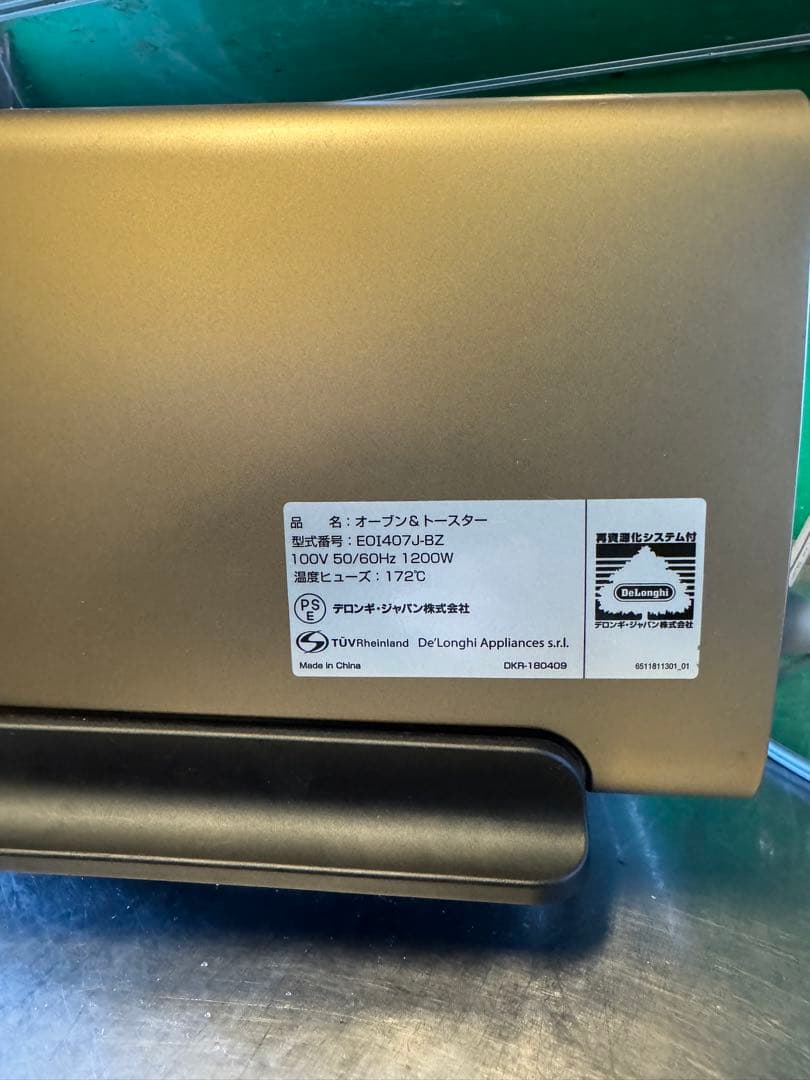 品　名：オーブン＆トースター
型式番号：EOI407J-BZ
100V 50/60Hz 1200W
温度ヒューズ：172℃
PSE デロンギ・ジャパン株式会社
TÜVRheinland De'Longhi Appliances s.r.l.
Made in China DKR-180409
再資源化システム付
DeLonghi
デロンギ・ジャパン株式会社
6511811301_01